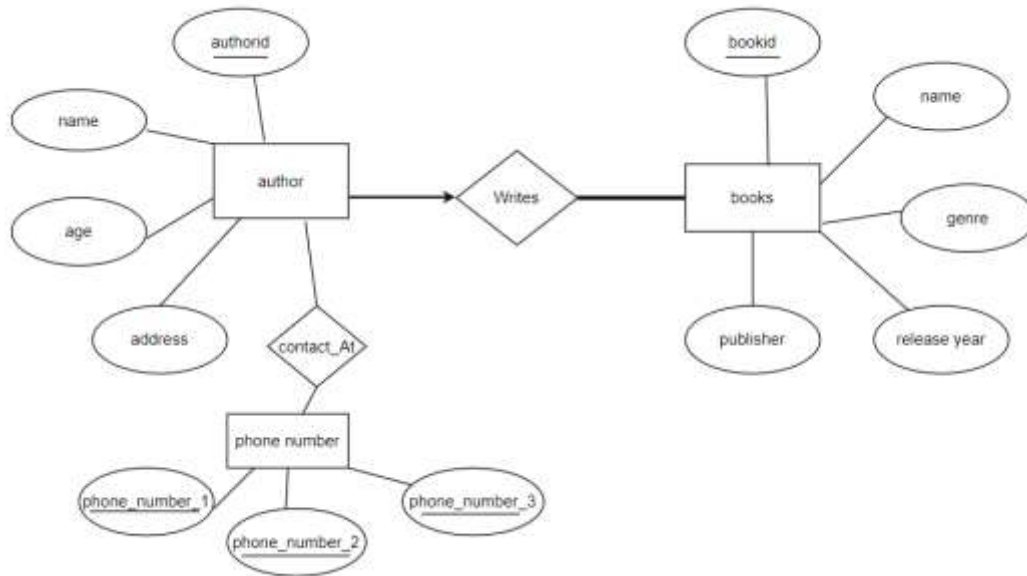 authorid
bookid
name
name
author
Writes
books
age
genre
address
contact_At
publisher
release year
phone number
phone_number_1
phone_number_3
phone_number_2